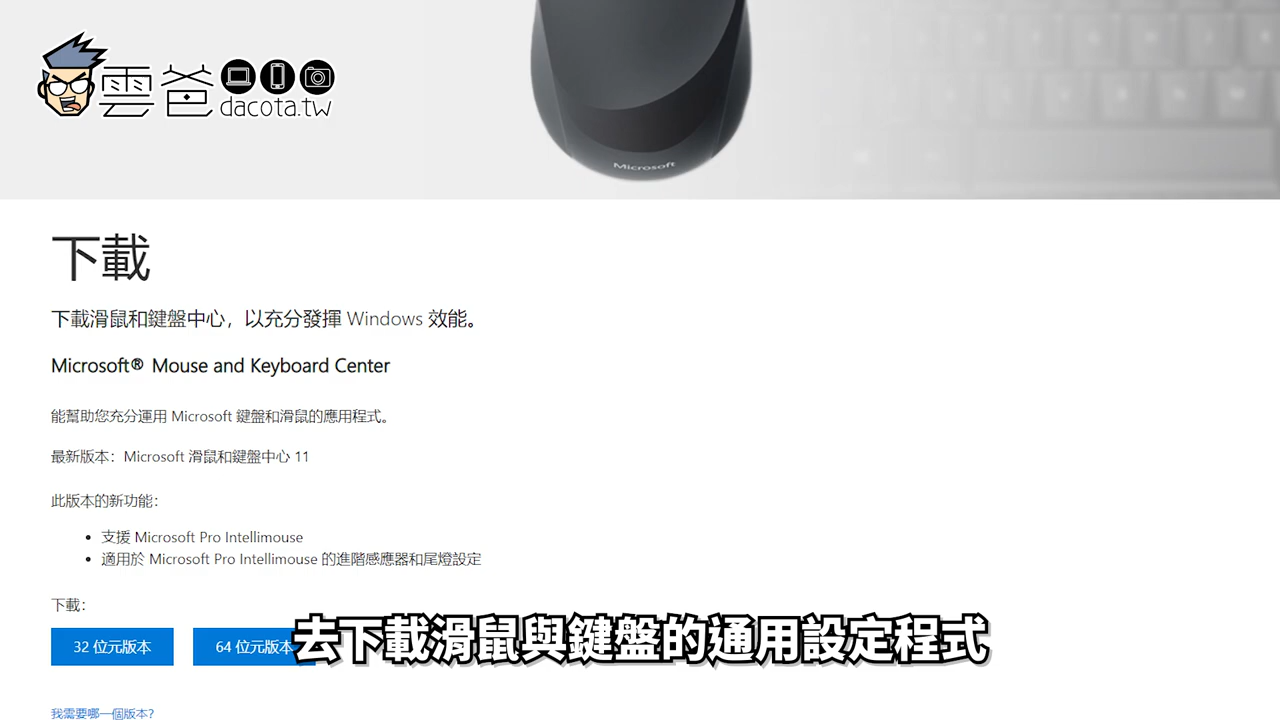 雲爸
dacota.tw
Microsoft
下載
下載滑鼠和鍵盤中心，以充分發揮 Windows 效能。
Microsoft® Mouse and Keyboard Center
能幫助您充分運用 Microsoft 鍵盤和滑鼠的應用程式。
最新版本：Microsoft 滑鼠和鍵盤中心 11
此版本的新功能：
支援 Microsoft Pro Intellimouse
適用於 Microsoft Pro Intellimouse 的進階感應器和尾燈設定
下載：
32 位元版本
64 位元版本
去下載滑鼠與鍵盤的通用設定程式
我需要哪一個版本?